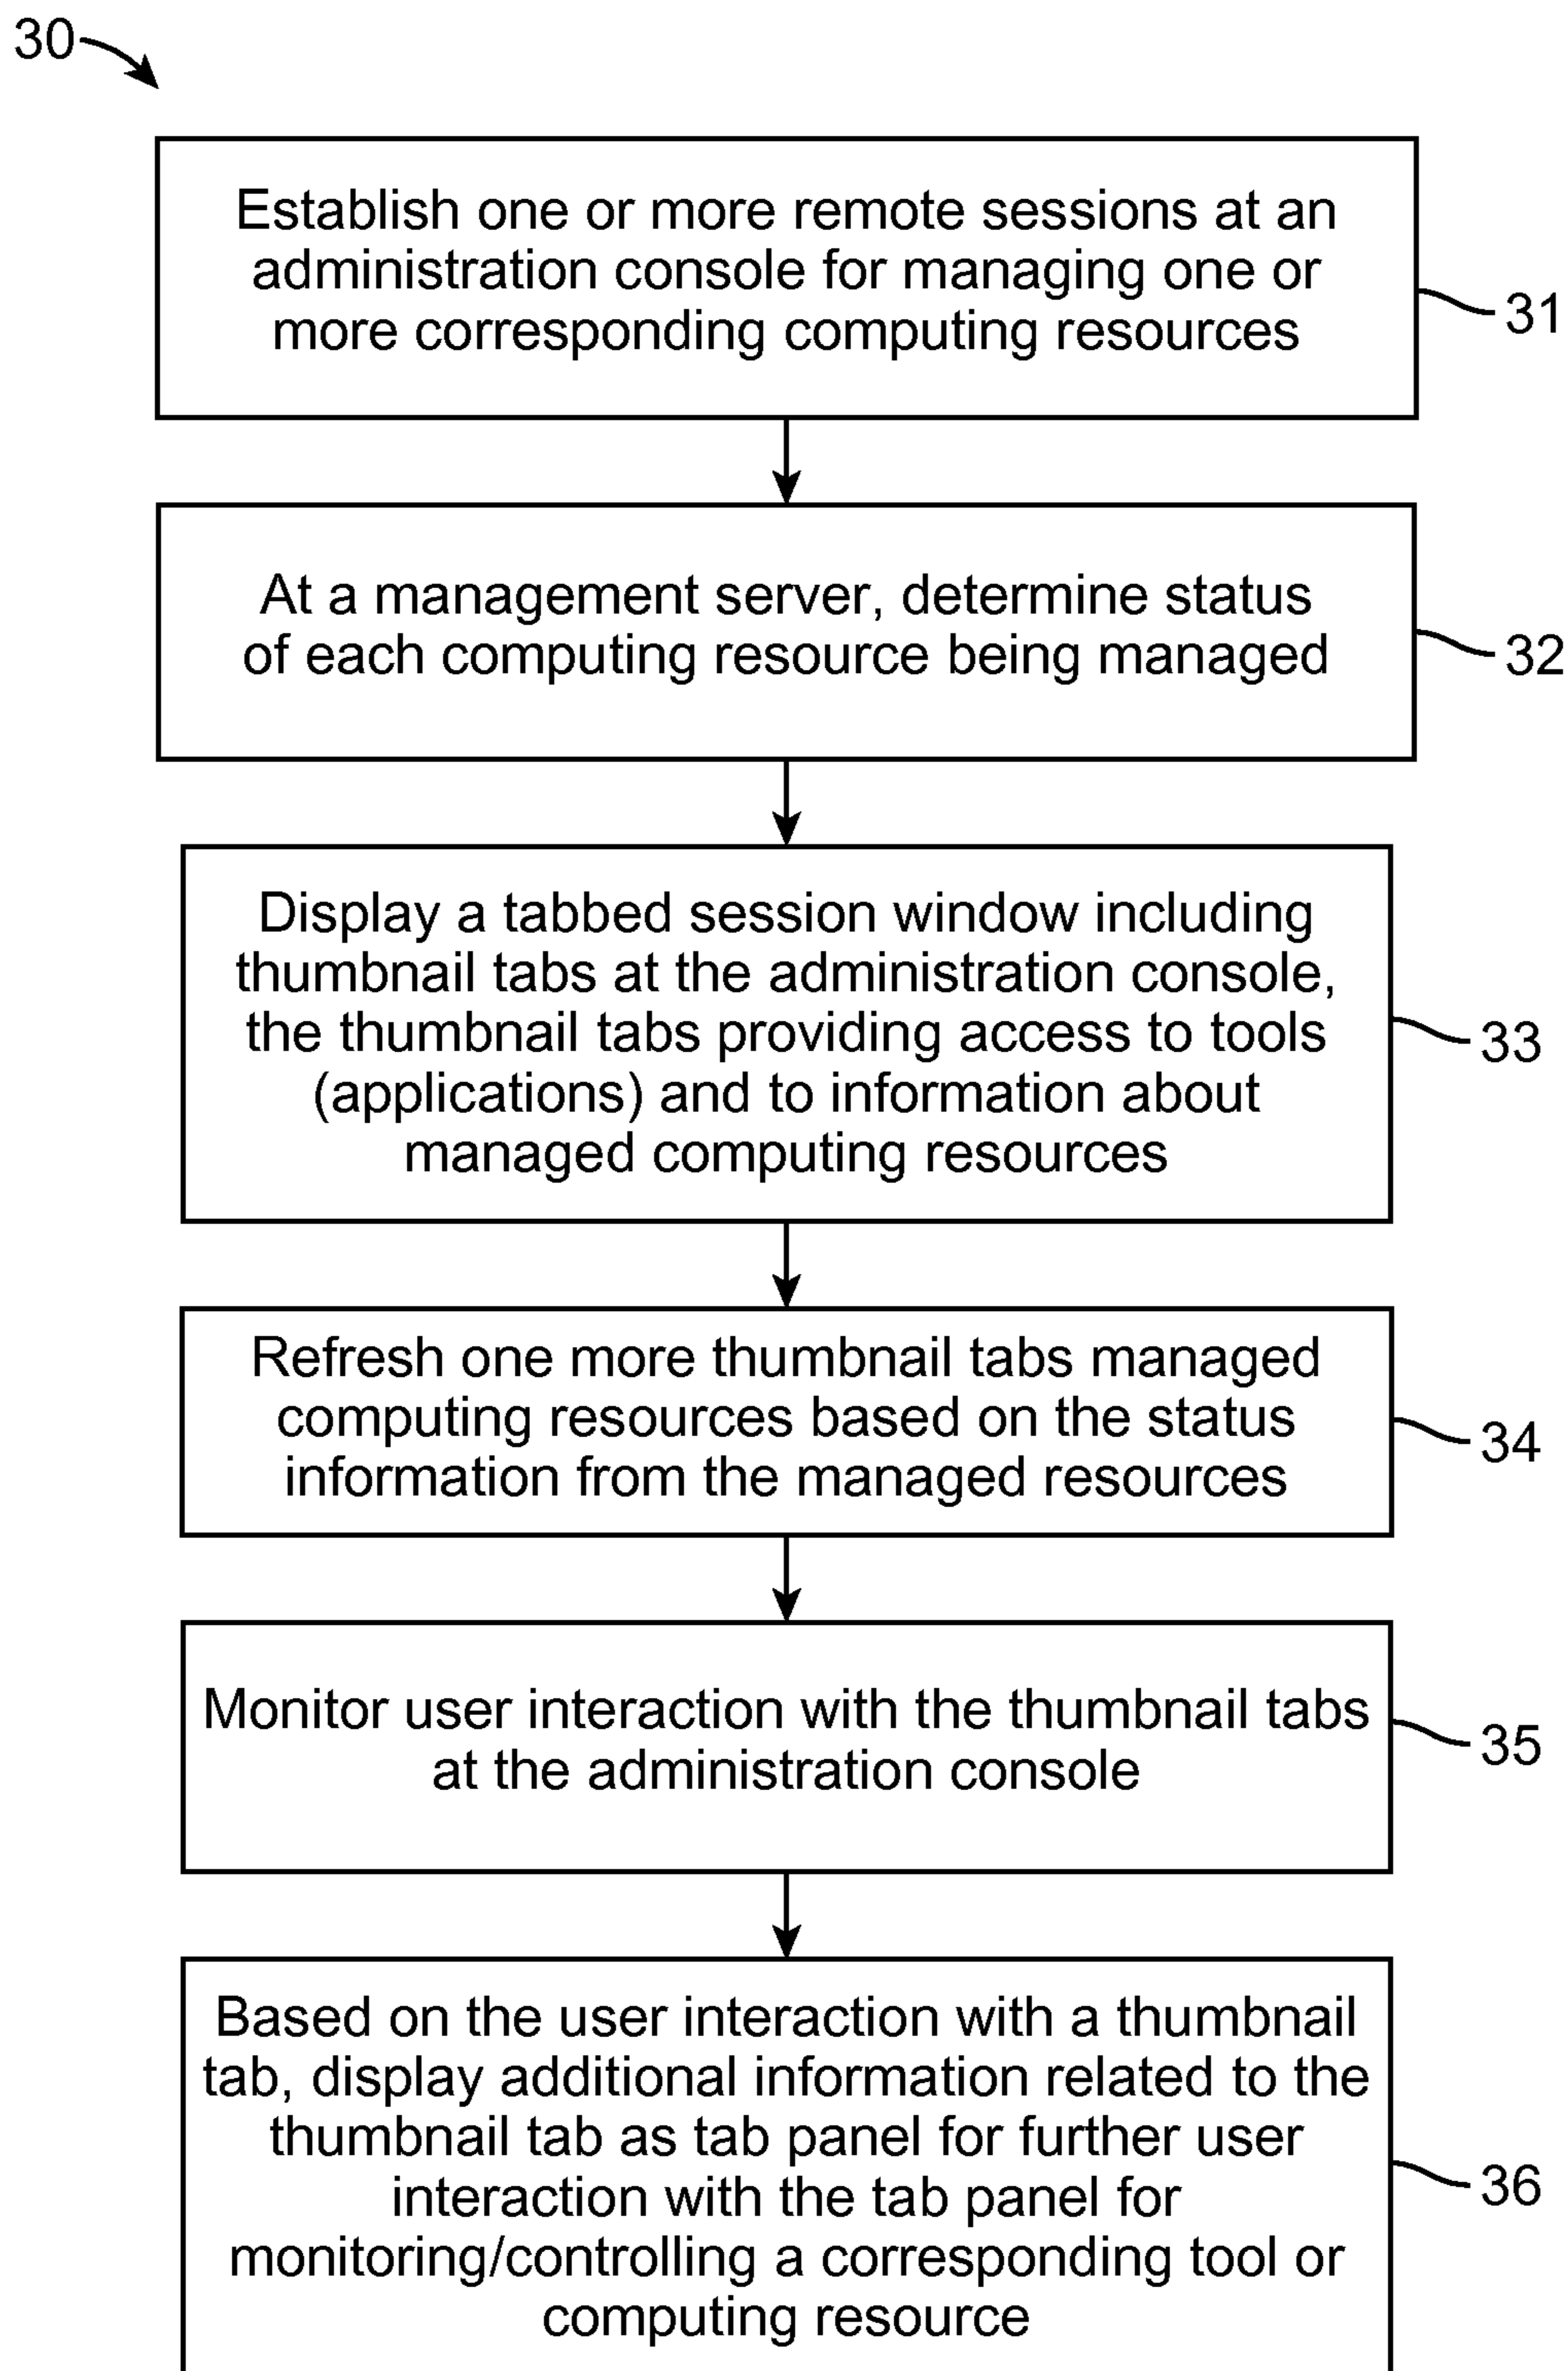 30
Establish one or more remote sessions at an
administration console for managing one or
more corresponding computing resources
31
At a management server, determine status
of each computing resource being managed
32
Display a tabbed session window including
thumbnail tabs at the administration console,
the thumbnail tabs providing access to tools
(applications) and to information about
managed computing resources
33
Refresh one more thumbnail tabs managed
computing resources based on the status
information from the managed resources
34
Monitor user interaction with the thumbnail tabs
at the administration console
35
Based on the user interaction with a thumbnail
tab, display additional information related to the
thumbnail tab as tab panel for further user
interaction with the tab panel for
monitoring/controlling a corresponding tool or
computing resource
36